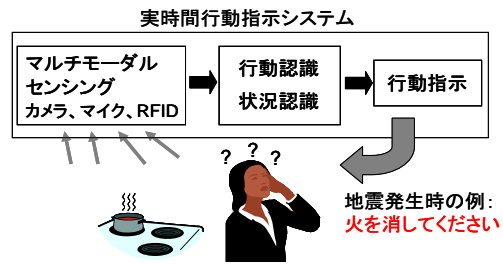 実時間行動指示システム
マルチモーダル
センシング
カメラ、マイク、RFID
行動認識
状況認識
行動指示
? ? ?
地震発生時の例:
火を消してください